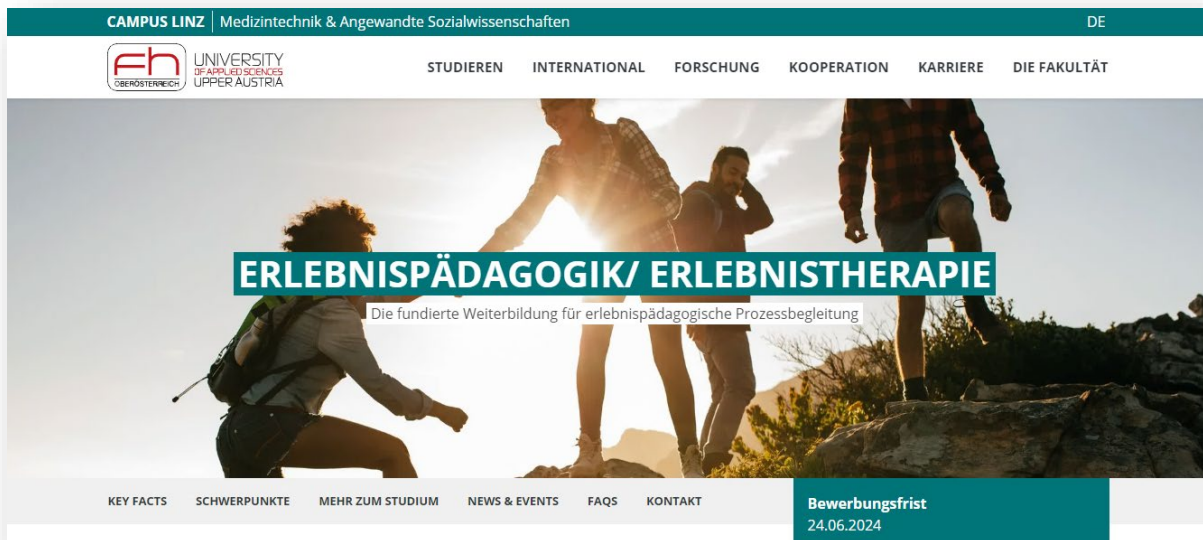 CAMPUS LINZ | Medizintechnik & Angewandte Sozialwissenschaften DE
fh
OBERÖSTERREICH
UNIVERSITY
OF APPLIED SCIENCES
UPPER AUSTRIA
STUDIEREN INTERNATIONAL FORSCHUNG KOOPERATION KARRIERE DIE FAKULTÄT
ERLEBNISPÄDAGOGIK/ ERLEBNISTHERAPIE
Die fundierte Weiterbildung für erlebnispädagogische Prozessbegleitung
KEY FACTS SCHWERPUNKTE MEHR ZUM STUDIUM NEWS & EVENTS FAQS KONTAKT
Bewerbungsfrist
24.06.2024